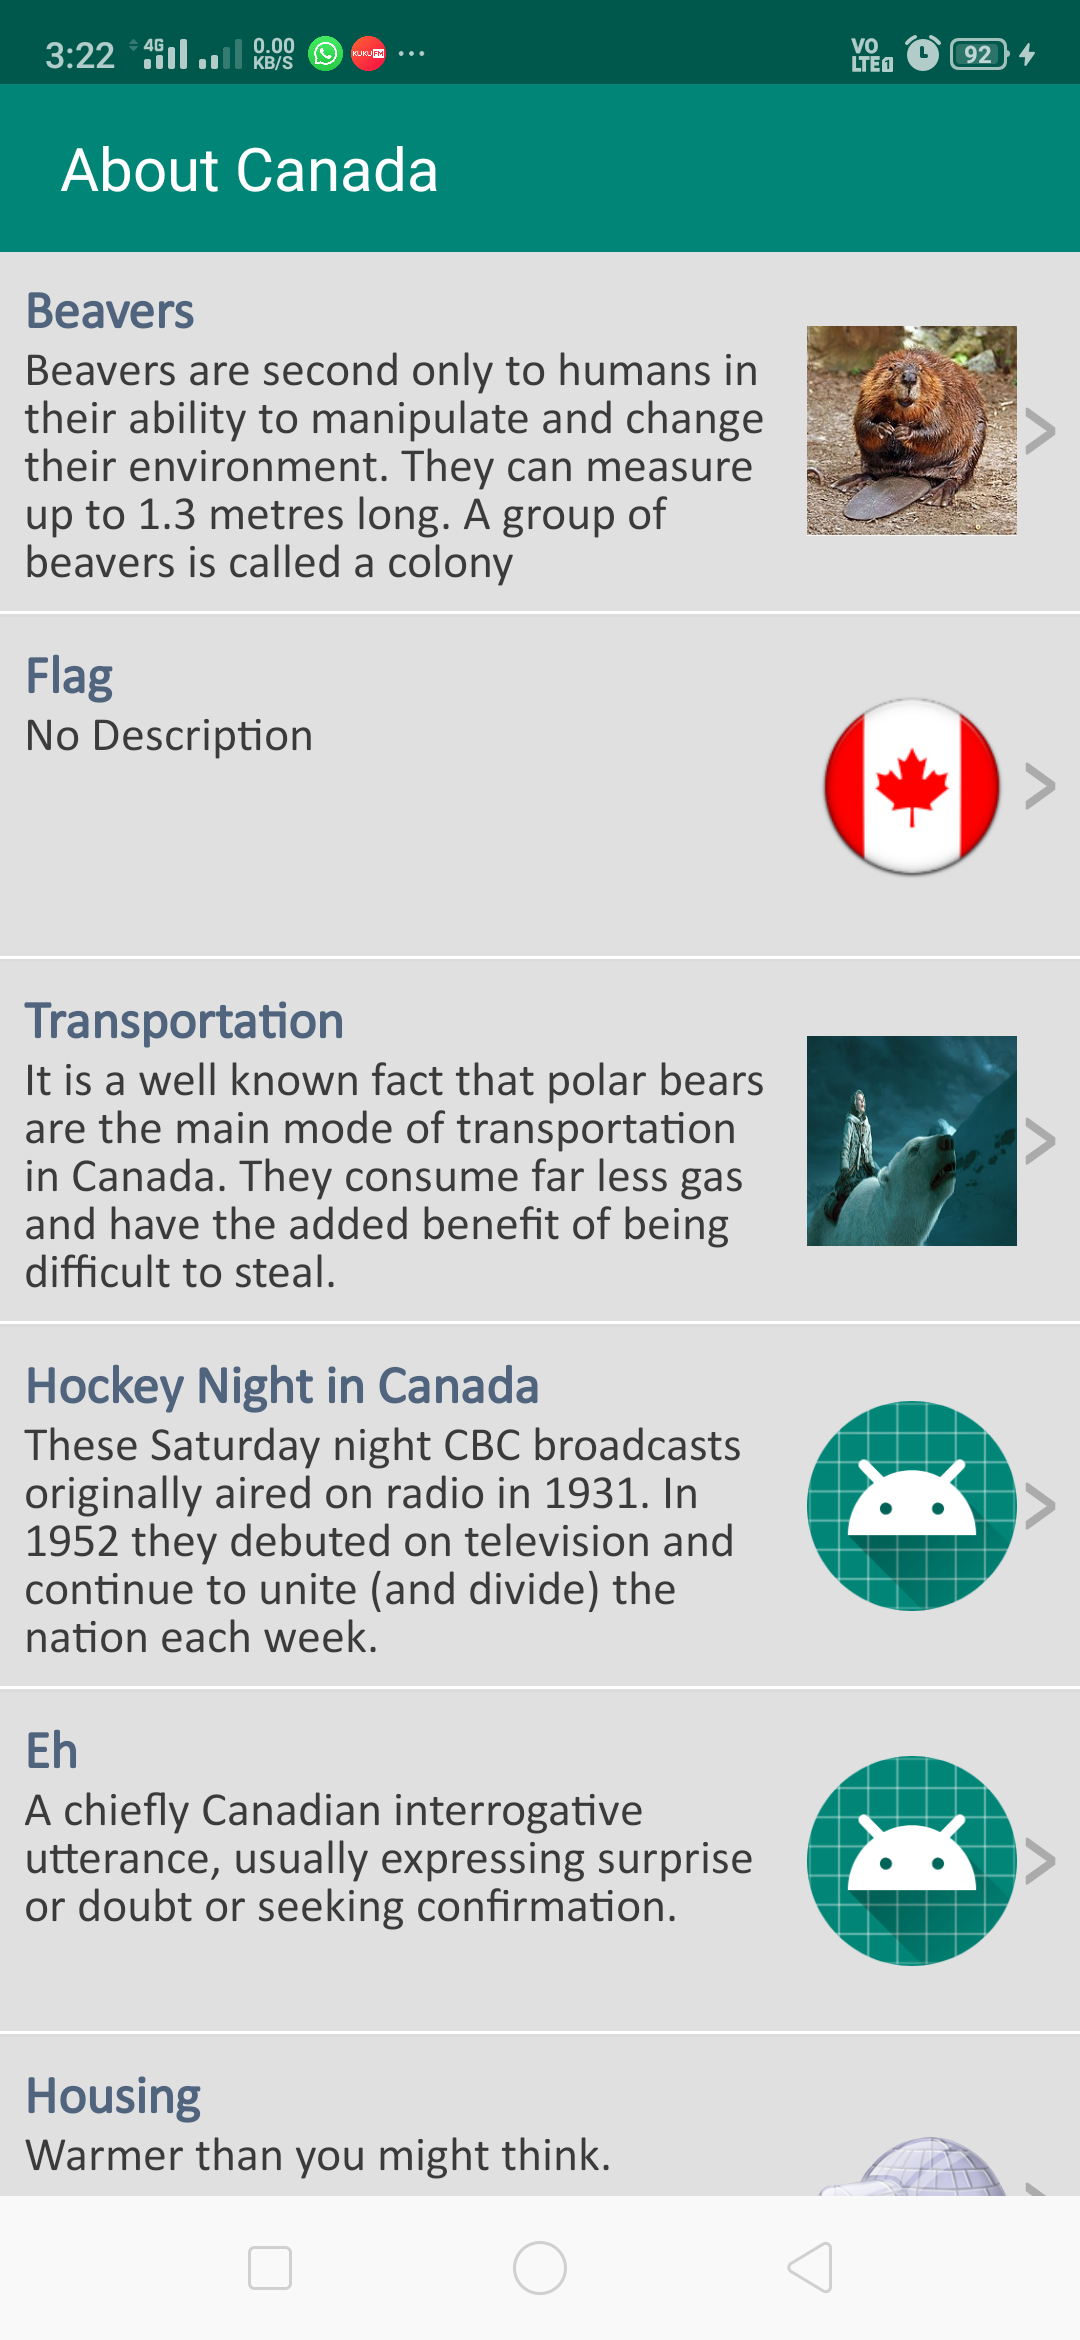 3:22 4G 0.00 KB/S KUKU FM ... VO LTE1 92
About Canada
Beavers
Beavers are second only to humans in
their ability to manipulate and change
their environment. They can measure
up to 1.3 metres long. A group of
beavers is called a colony
>
Flag
No Description
>
Transportation
It is a well known fact that polar bears
are the main mode of transportation
in Canada. They consume far less gas
and have the added benefit of being
difficult to steal.
>
Hockey Night in Canada
These Saturday night CBC broadcasts
originally aired on radio in 1931. In
1952 they debuted on television and
continue to unite (and divide) the
nation each week.
>
Eh
A chiefly Canadian interrogative
utterance, usually expressing surprise
or doubt or seeking confirmation.
>
Housing
Warmer than you might think.